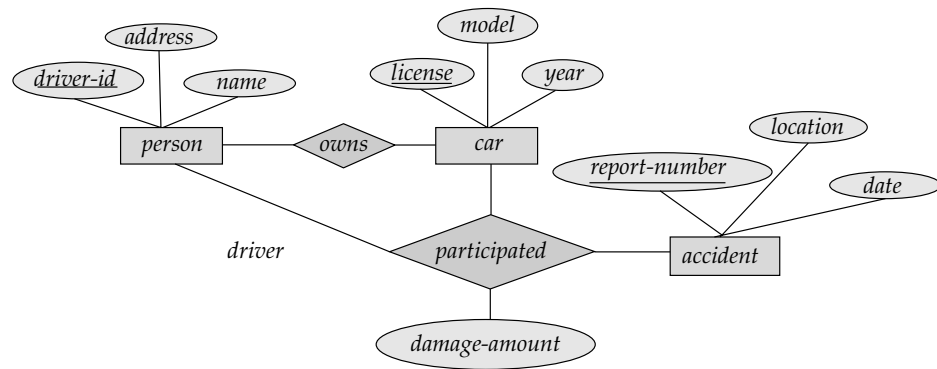 model
address
driver-id
name
license
year
person
owns
car
location
report-number
date
driver
participated
accident
damage-amount